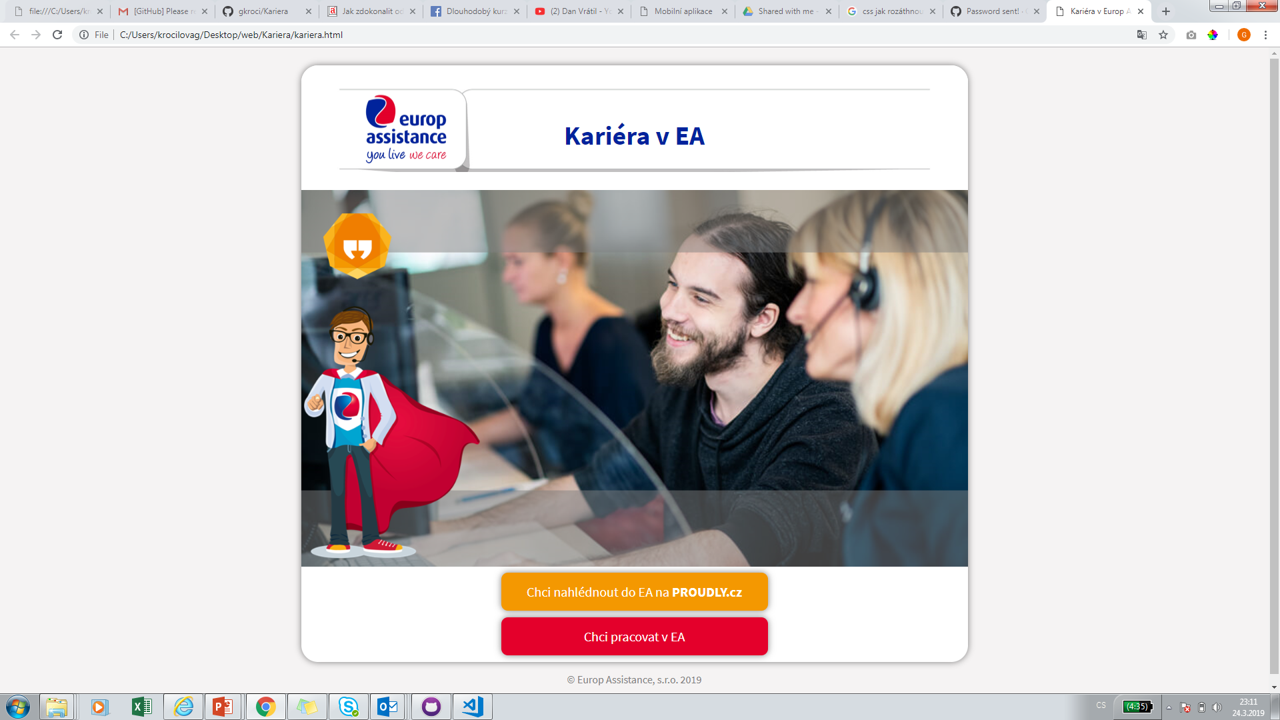 file:///C:/Users/kr
[GitHub] Please
gkroci/Kariera
Jak zdokonalit
Dlouhodobý kur
(2) Dan Vrátil - Y
Mobilní aplikace
Shared with me
css jak rozáthno
Password sent!
Kariéra v Europ A
File
C:/Users/krocilovag/Desktop/web/Kariera/kariera.html
G
europ
assistance
you live we care
Kariéra v EA
Chci nahlédnout do EA na PROUDLY.cz
Chci pracovat v EA
© Europ Assistance, s.r.o. 2019
CS
(4:35)
23:11
24.3.2019